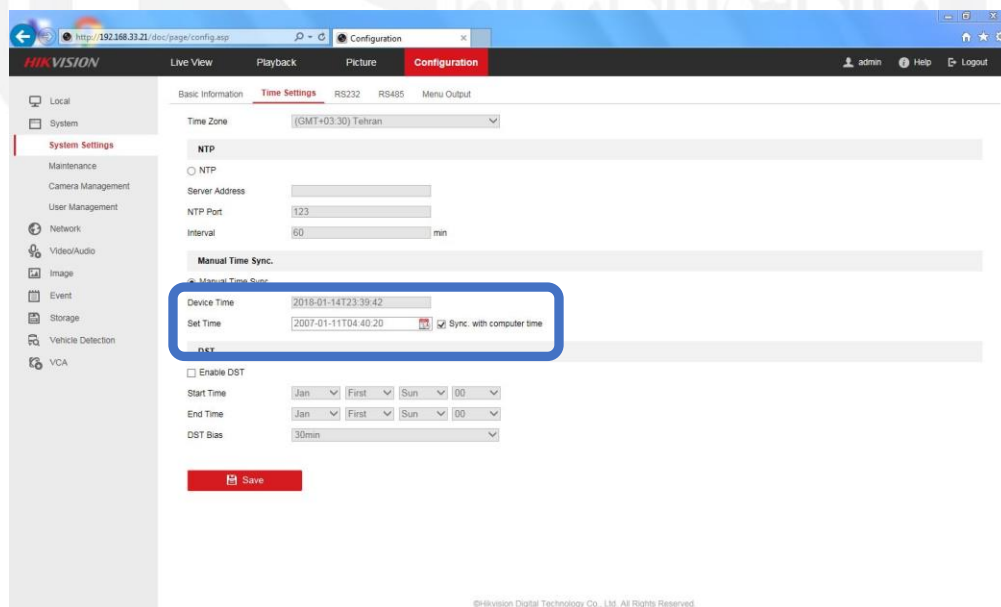 http://192.168.33.21/doc/page/config.asp Configuration
HIKVISION Live View Playback Picture Configuration admin Help Logout
Basic Information Time Settings RS232 RS485 Menu Output
Local
System
System Settings
Maintenance
Camera Management
User Management
Network
Video/Audio
Image
Event
Storage
Vehicle Detection
VCA
Time Zone (GMT+03:30) Tehran
NTP
NTP
Server Address
NTP Port 123
Interval 60 min
Manual Time Sync.
Manual Time Sync.
Device Time 2018-01-14T23:39:42
Set Time 2007-01-11T04:40:20 Sync. with computer time
DST
Enable DST
Start Time Jan First Sun 00
End Time Jan First Sun 00
DST Bias 30min
Save
©Hikvision Digital Technology Co., Ltd. All Rights Reserved.